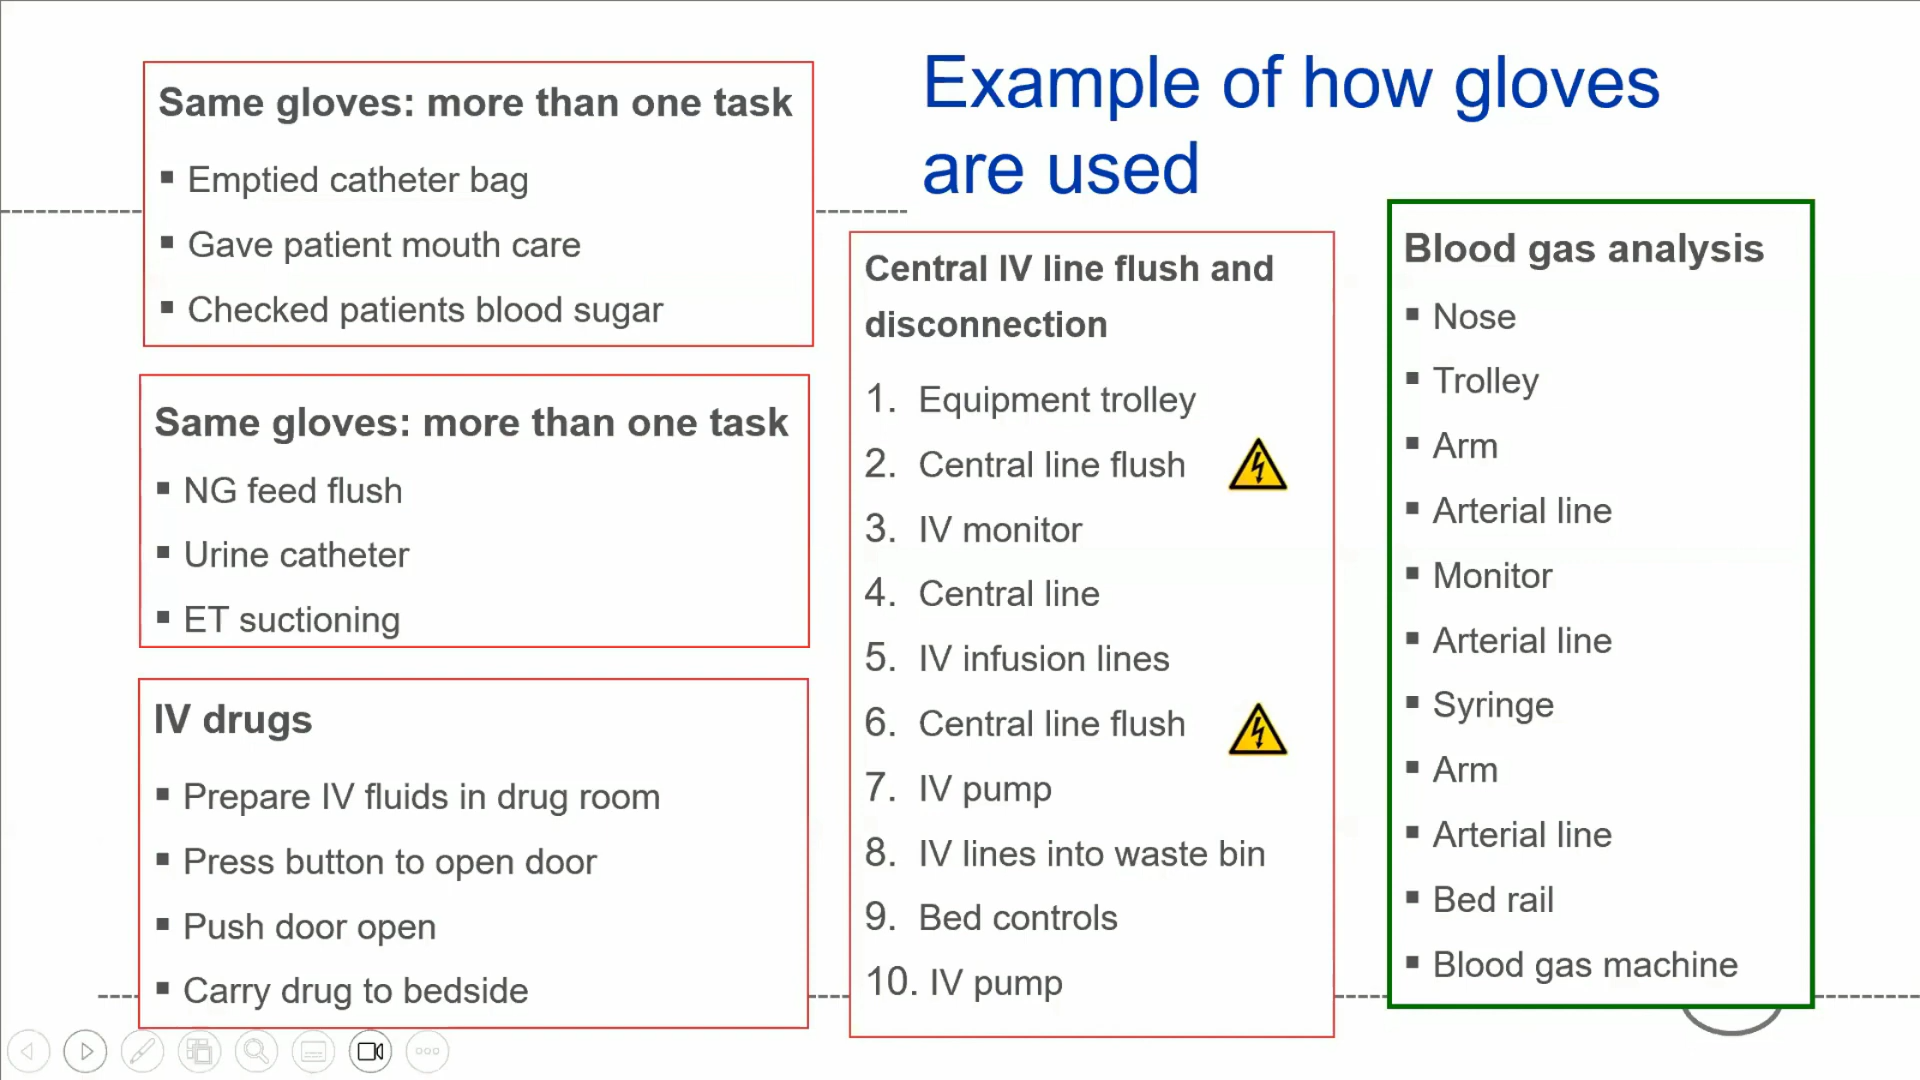 Example of how gloves
are used
Same gloves: more than one task
▪ Emptied catheter bag
▪ Gave patient mouth care
▪ Checked patients blood sugar
Same gloves: more than one task
▪ NG feed flush
▪ Urine catheter
▪ ET suctioning
IV drugs
▪ Prepare IV fluids in drug room
▪ Press button to open door
▪ Push door open
▪ Carry drug to bedside
Central IV line flush and
disconnection
1. Equipment trolley
2. Central line flush
3. IV monitor
4. Central line
5. IV infusion lines
6. Central line flush
7. IV pump
8. IV lines into waste bin
9. Bed controls
10. IV pump
Blood gas analysis
▪ Nose
▪ Trolley
▪ Arm
▪ Arterial line
▪ Monitor
▪ Arterial line
▪ Syringe
▪ Arm
▪ Arterial line
▪ Bed rail
▪ Blood gas machine